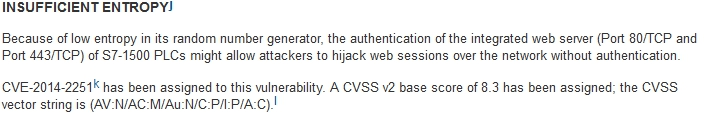 INSUFFICIENT ENTROPYj
Because of low entropy in its random number generator, the authentication of the integrated web server (Port 80/TCP and
Port 443/TCP) of S7-1500 PLCs might allow attackers to hijack web sessions over the network without authentication.
CVE-2014-2251k has been assigned to this vulnerability. A CVSS v2 base score of 8.3 has been assigned; the CVSS
vector string is (AV:N/AC:M/Au:N/C:P/I:P/A:C).l